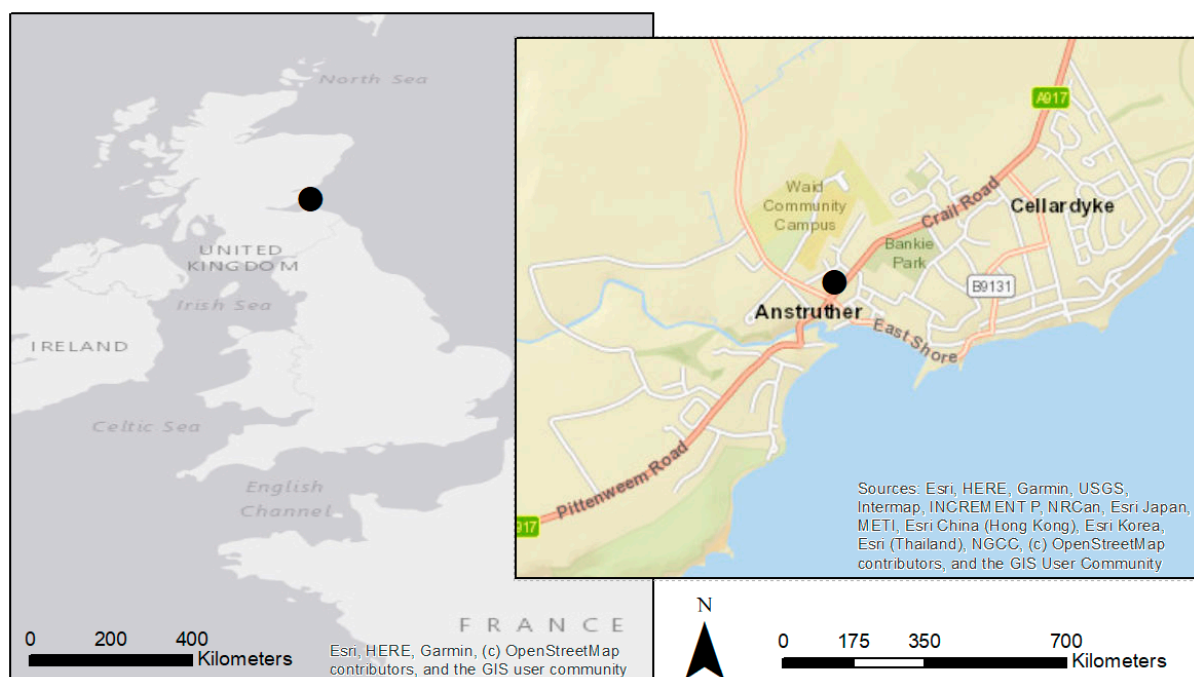 North Sea
UNITED
KINGDOM
Irish Sea
IRELAND
Celtic Sea
English
Channel
FRANCE
0 200 400
Kilometers
Esri, HERE, Garmin, (c) OpenStreetMap
contributors, and the GIS user community
A917
Waid
Community
Campus
Crail Road
Cellardyke
Bankie
Park
B9131
Anstruther
East Shore
Pittenweem Road
917
Sources: Esri, HERE, Garmin, USGS,
Intermap, INCREMENT P, NRCan, Esri Japan,
METI, Esri China (Hong Kong), Esri Korea,
Esri (Thailand), NGCC, (c) OpenStreetMap
contributors, and the GIS User Community
N
0 175 350 700
Kilometers